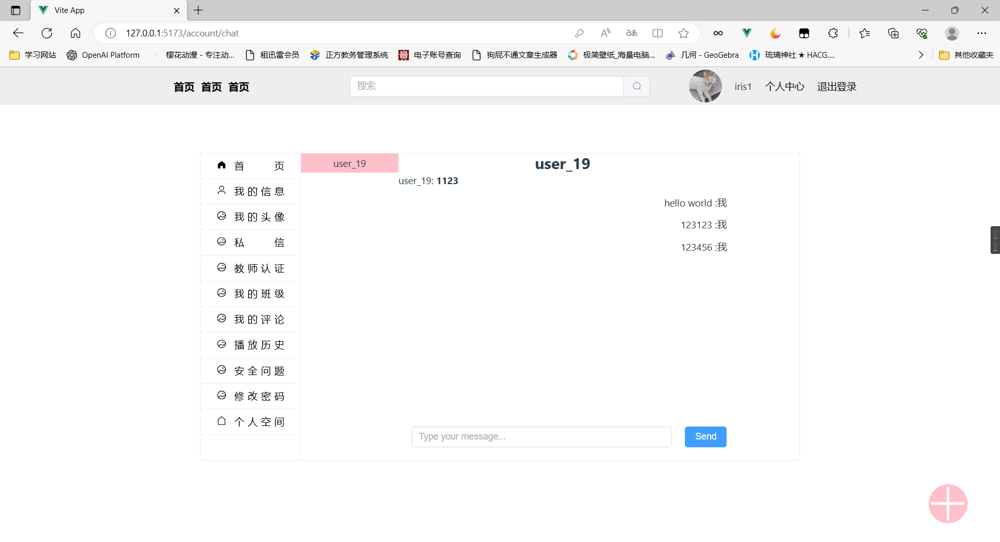 Vite App
127.0.0.1:5173/account/chat
学习网站 OpenAI Platform 樱花动漫 - 专注动... 租迅雷会员 正方教务管理系统 电子账号查询 狗屁不通文章生成器 极简壁纸_海量电脑... 几何 - GeoGebra 琉璃神社 ★ HACG.... 其他收藏夹
首页 首页 首页 搜索 iris1 个人中心 退出登录
首 页
我的信息
我的头像
私 信
教师认证
我的班级
我的评论
播放历史
安全问题
修改密码
个人空间
user_19
user_19
user_19: 1123
hello world :我
123123 :我
123456 :我
Type your message... Send